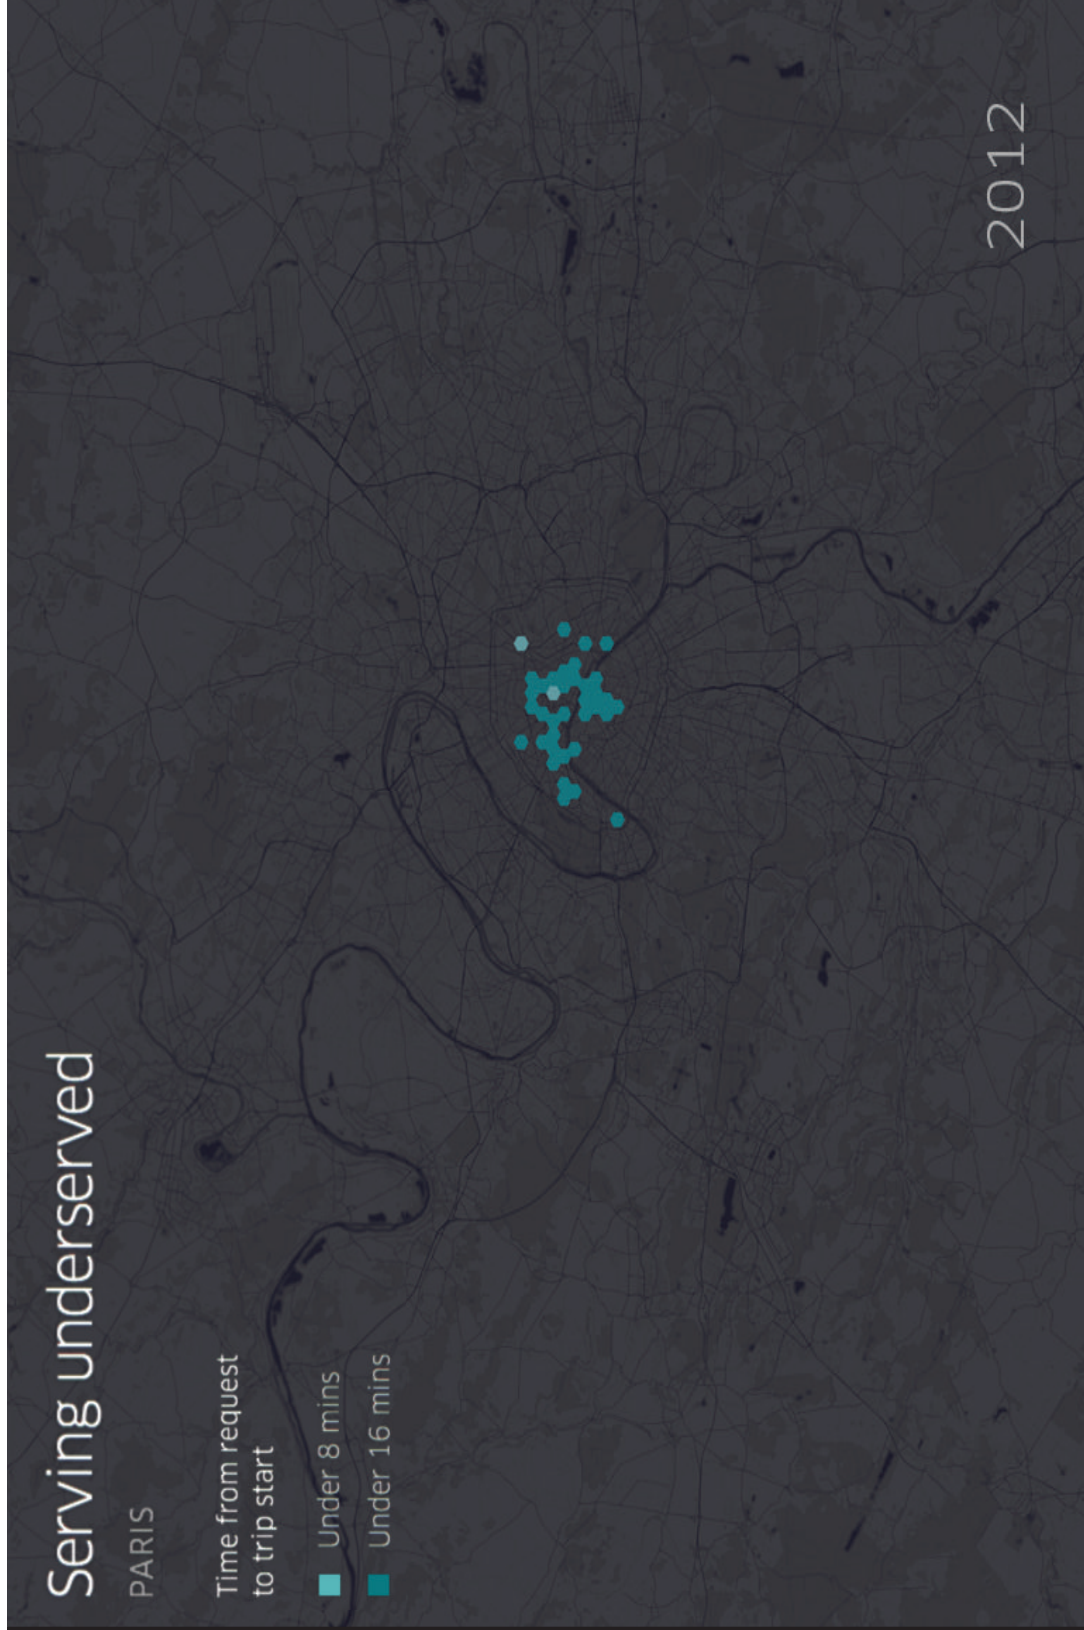 Serving underserved
PARIS
Time from request
to trip start
Under 8 mins
Under 16 mins
2012